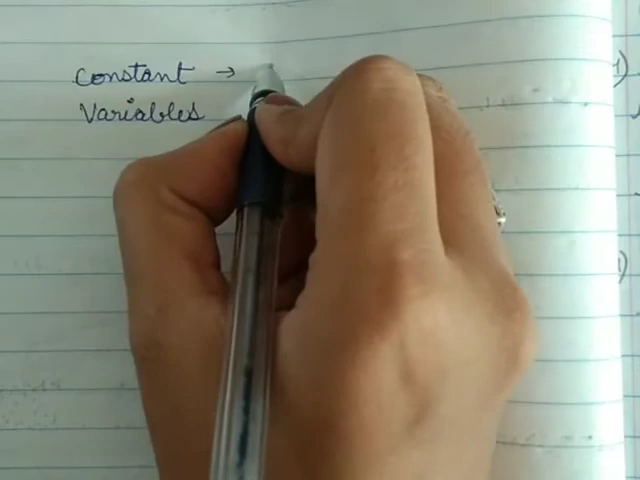 Constant →
Variables